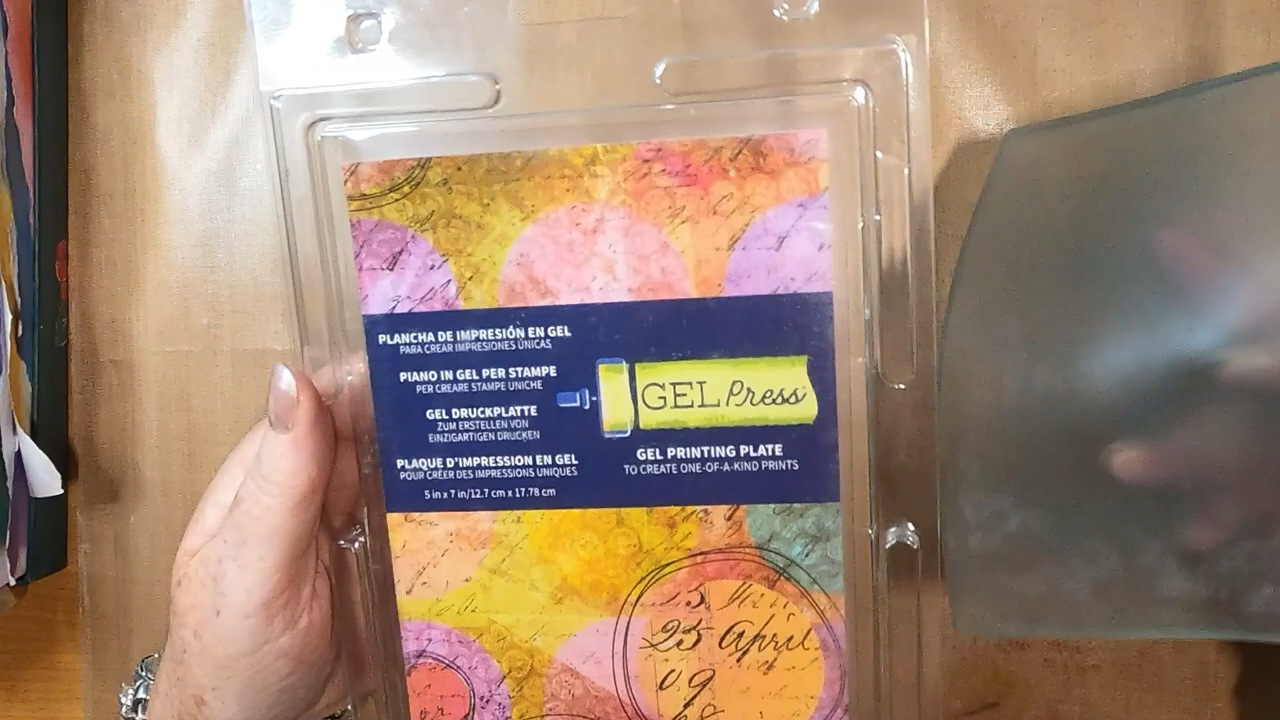 PLANCHA DE IMPRESIÓN EN GEL
PARA CREAR IMPRESIONES ÚNICAS
PIANO IN GEL PER STAMPE
PER CREARE STAMPE UNICHE
GEL DRUCKPLATTE
ZUM ERSTELLEN VON
EINZIGARTIGEN DRUCKEN
PLAQUE D'IMPRESSION EN GEL
POUR CRÉER DES IMPRESSIONS UNIQUES
5 in x 7 in/12.7 cm x 17.78 cm
GEL Press
GEL PRINTING PLATE
TO CREATE ONE-OF-A-KIND PRINTS
25 April